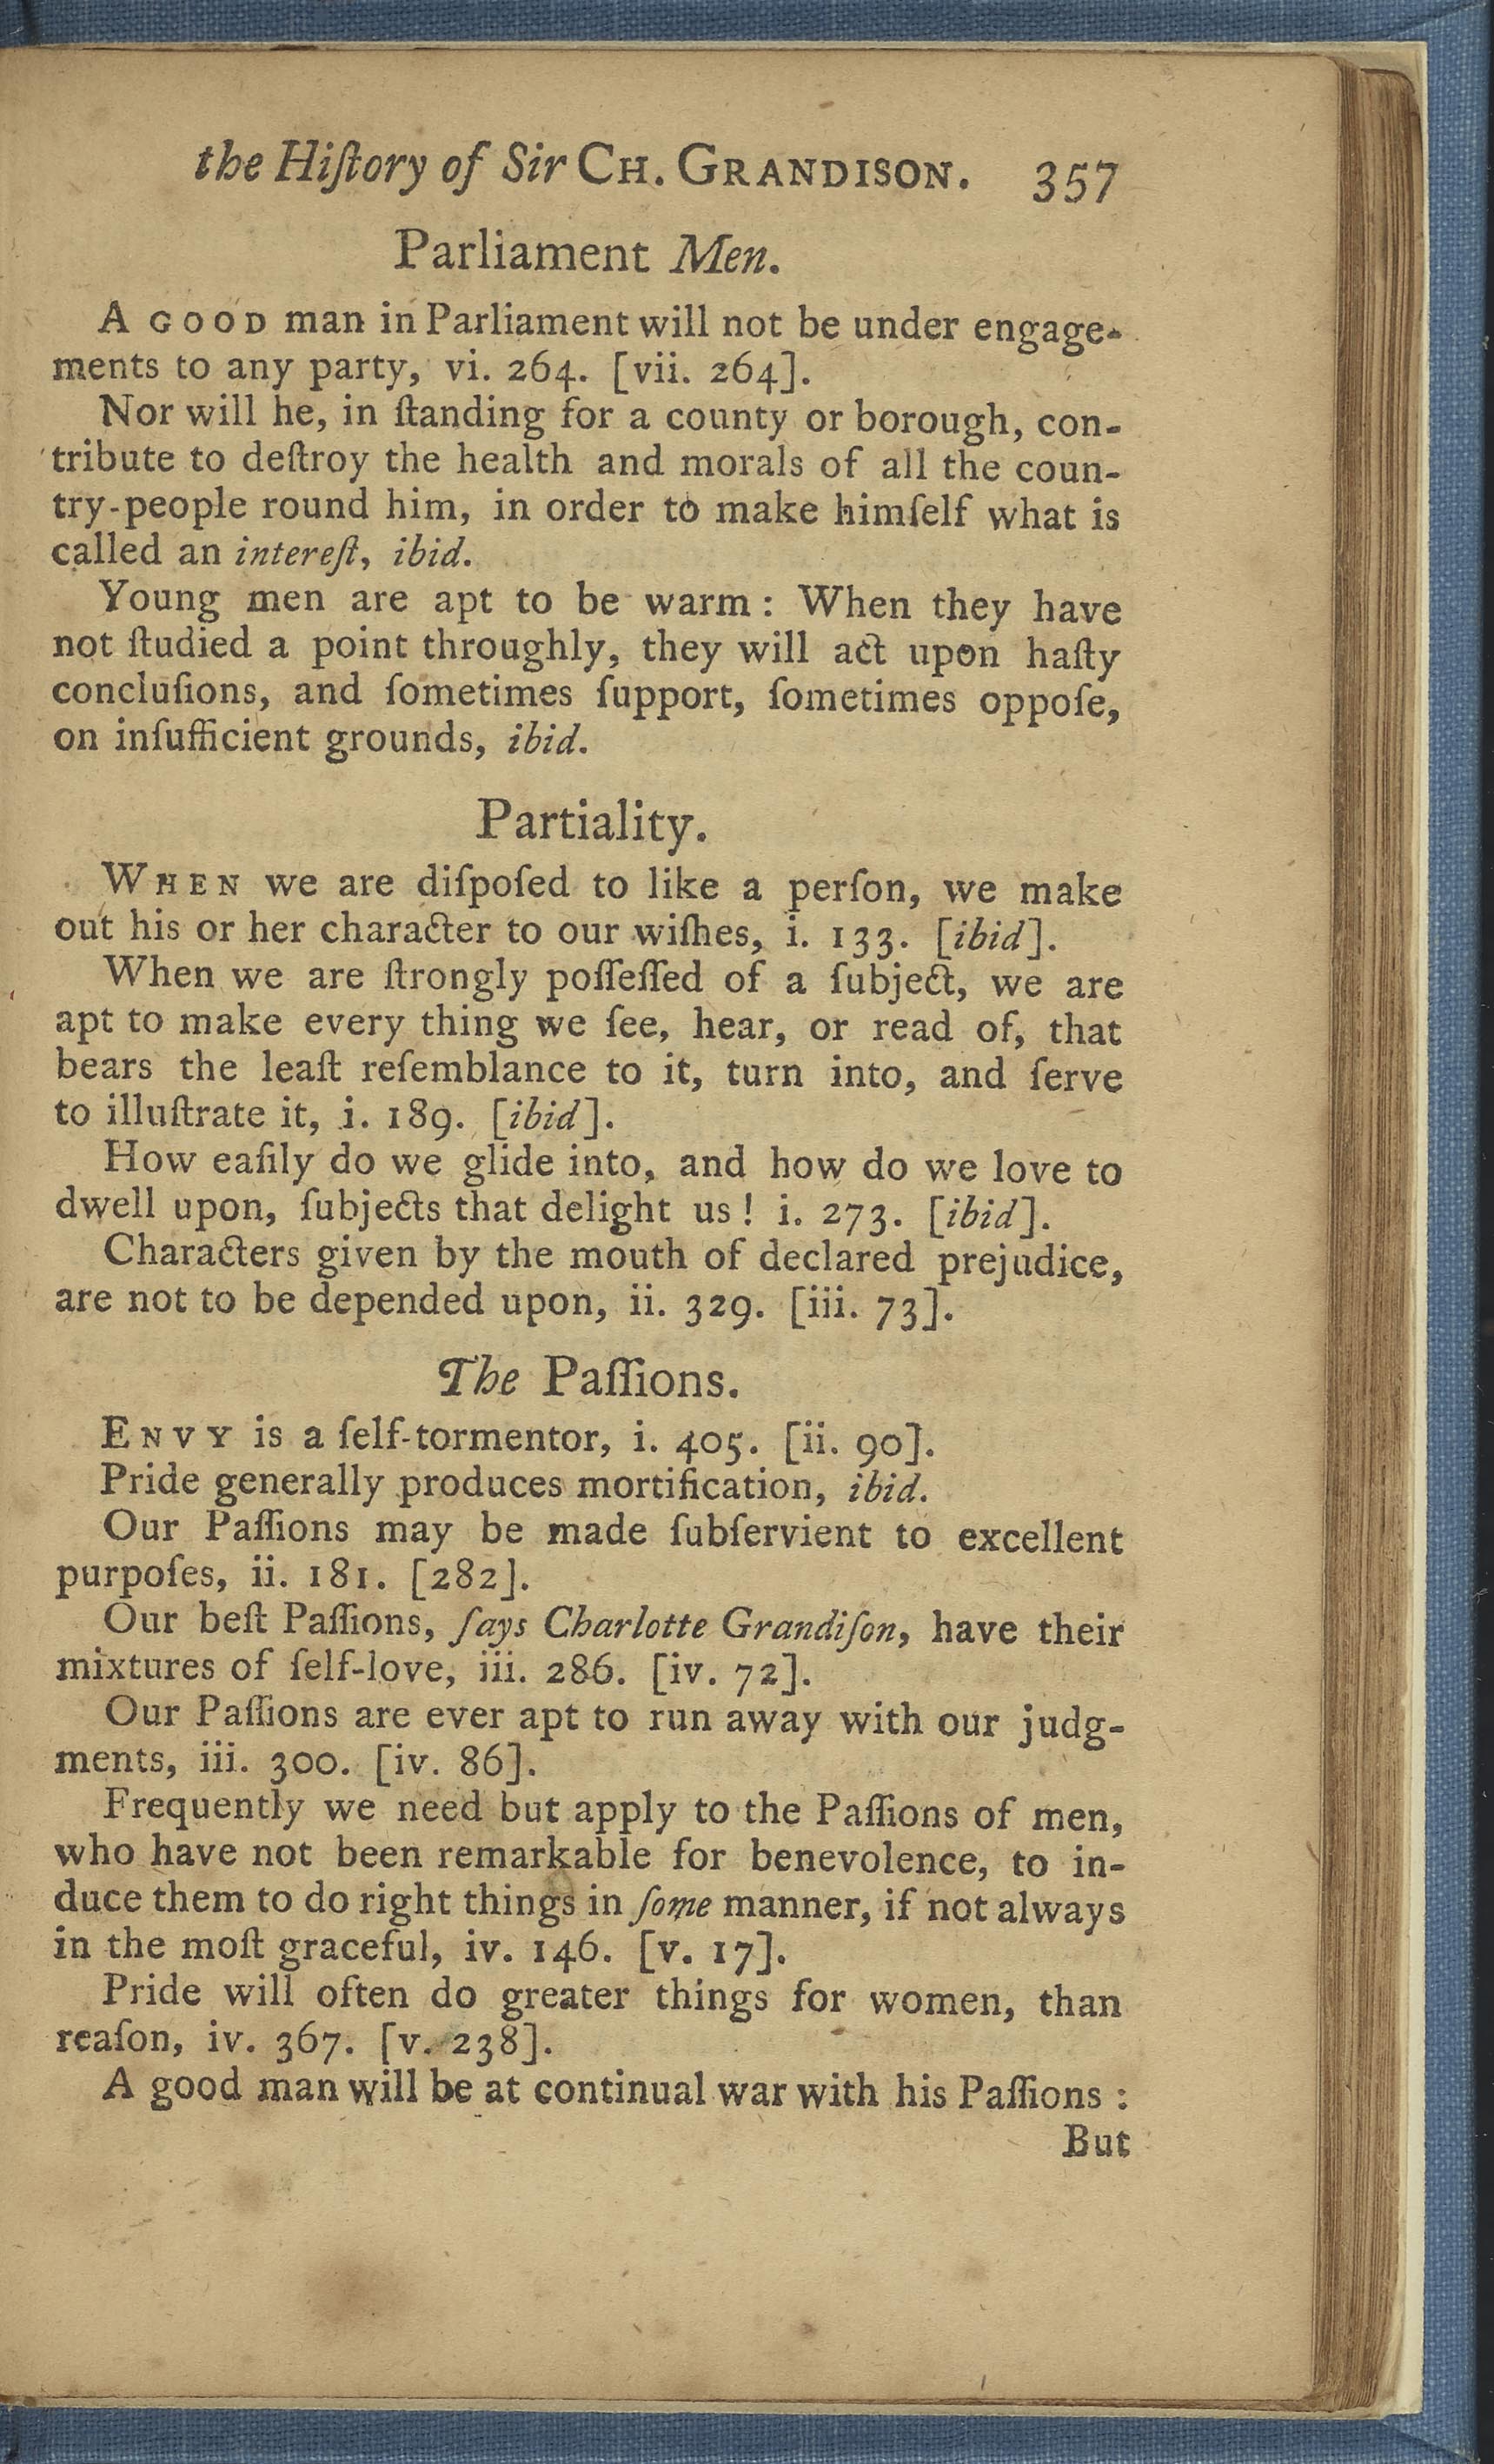 the Hiſtory of Sir CH. GRANDISON. 357
Parliament Men.
A GOOD man in Parliament will not be under engage-
ments to any party, vi. 264. [vii. 264].
Nor will he, in ſtanding for a county or borough, con-
tribute to deſtroy the health and morals of all the coun-
try-people round him, in order to make himſelf what is
called an intereſt, ibid.
Young men are apt to be warm: When they have
not ſtudied a point throughly, they will act upon haſty
concluſions, and ſometimes ſupport, ſometimes oppoſe,
on inſufficient grounds, ibid.
Partiality.
WHEN we are diſpoſed to like a perſon, we make
out his or her character to our wiſhes, i. 133. [ibid].
When we are ſtrongly poſſeſſed of a ſubject, we are
apt to make every thing we ſee, hear, or read of, that
bears the leaſt reſemblance to it, turn into, and ſerve
to illuſtrate it, i. 189. [ibid].
How eaſily do we glide into, and how do we love to
dwell upon, ſubjects that delight us! i. 273. [ibid].
Characters given by the mouth of declared prejudice,
are not to be depended upon, ii. 329. [iii. 73].
The Paſſions.
ENVY is a ſelf-tormentor, i. 405. [ii. 90].
Pride generally produces mortification, ibid.
Our Paſſions may be made ſubſervient to excellent
purpoſes, ii. 181. [282].
Our beſt Paſſions, ſays Charlotte Grandiſon, have their
mixtures of ſelf-love, iii. 286. [iv. 72].
Our Paſſions are ever apt to run away with our judg-
ments, iii. 300. [iv. 86].
Frequently we need but apply to the Paſſions of men,
who have not been remarkable for benevolence, to in-
duce them to do right things in ſome manner, if not always
in the moſt graceful, iv. 146. [v. 17].
Pride will often do greater things for women, than
reaſon, iv. 367. [v. 238].
A good man will be at continual war with his Paſſions:
But